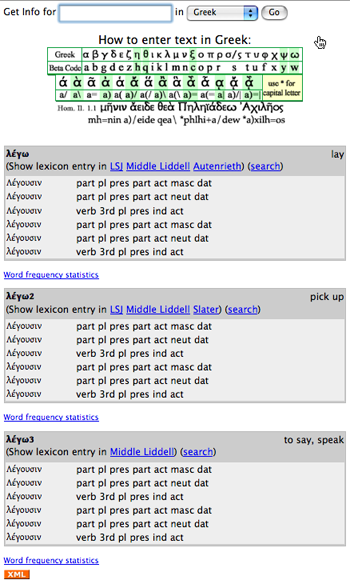 Get Info for in Greek Go
How to enter text in Greek:
Greek α β γ δ ε ζ η θ ι κ λ μ ν ξ ο π ρ σ/ς τ υ φ χ ψ ω
Beta Code a b g d e z h q i k l m n c o p r s t u f x y w
use * for
capital letter
Hom. Il. 1.1 μῆνιν ἄειδε θεὰ Πηληϊάδεω Ἀχιλῆος
mh=nin a)/eide qea\ *phlhi+a/dew *a)xilh=os
λέγω lay
(Show lexicon entry in LSJ Middle Liddell Autenrieth) (search)
λέγουσιν part pl pres part act masc dat
λέγουσιν part pl pres part act neut dat
λέγουσιν verb 3rd pl pres ind act
λέγουσιν part pl pres part act masc dat
λέγουσιν part pl pres part act neut dat
λέγουσιν verb 3rd pl pres ind act
Word frequency statistics
λέγω2 pick up
(Show lexicon entry in LSJ Middle Liddell Slater) (search)
λέγουσιν part pl pres part act masc dat
λέγουσιν part pl pres part act neut dat
λέγουσιν verb 3rd pl pres ind act
λέγουσιν part pl pres part act masc dat
λέγουσιν part pl pres part act neut dat
λέγουσιν verb 3rd pl pres ind act
Word frequency statistics
λέγω3 to say, speak
(Show lexicon entry in Middle Liddell) (search)
λέγουσιν part pl pres part act masc dat
λέγουσιν part pl pres part act neut dat
λέγουσιν verb 3rd pl pres ind act
λέγουσιν part pl pres part act masc dat
λέγουσιν part pl pres part act neut dat
λέγουσιν verb 3rd pl pres ind act
Word frequency statistics
XML